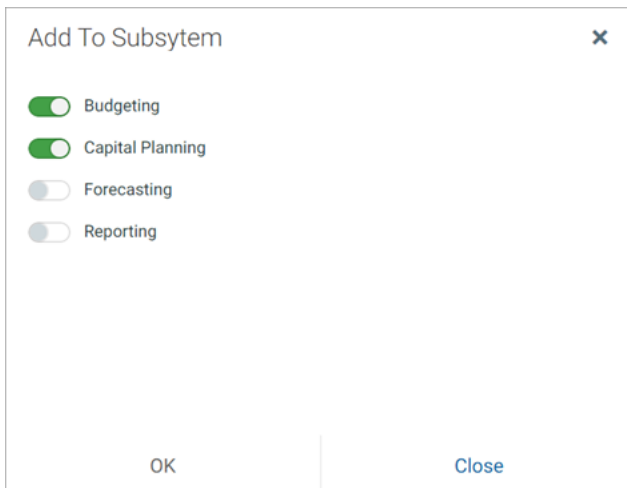 Add To Subsytem
Budgeting
Capital Planning
Forecasting
Reporting
OK
Close